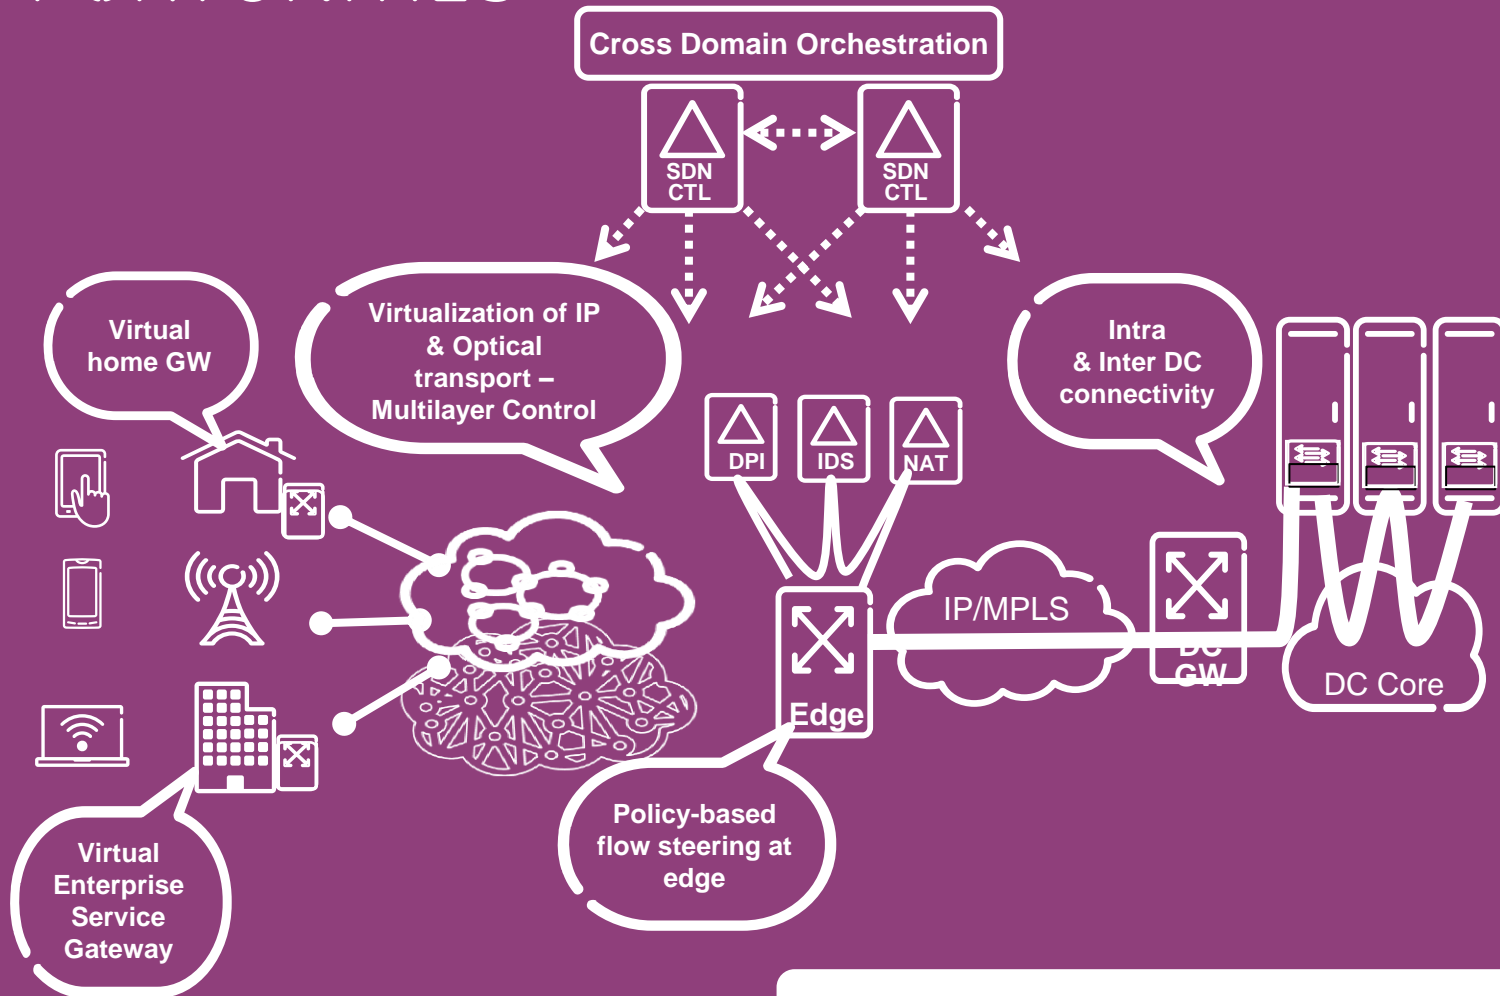 Cross Domain Orchestration
SDN
CTL
SDN
CTL
Virtualization of IP
& Optical
transport –
Multilayer Control
Virtual
home GW
Intra
& Inter DC
connectivity
DPI
IDS
NAT
IP/MPLS
DC
GW
DC Core
Edge
Policy-based
flow steering at
edge
Virtual
Enterprise
Service
Gateway